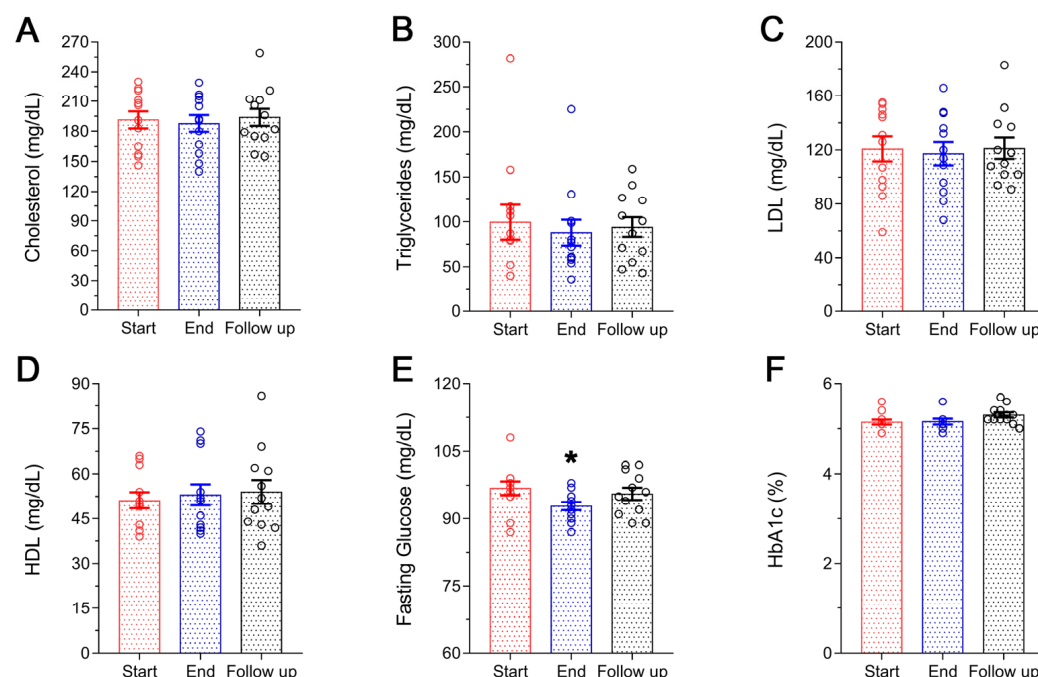 A
Cholesterol (mg/dL)
270
240
210
180
150
120
90
60
30
0
Start End Follow up
B
Triglycerides (mg/dL)
300
250
200
150
100
50
0
Start End Follow up
C
LDL (mg/dL)
200
160
120
80
40
0
Start End Follow up
D
HDL (mg/dL)
90
75
60
45
30
15
0
Start End Follow up
E
Fasting Glucose (mg/dL)
120
105
90
75
60
*
Start End Follow up
F
HbA1c (%)
6
4
2
0
Start End Follow up